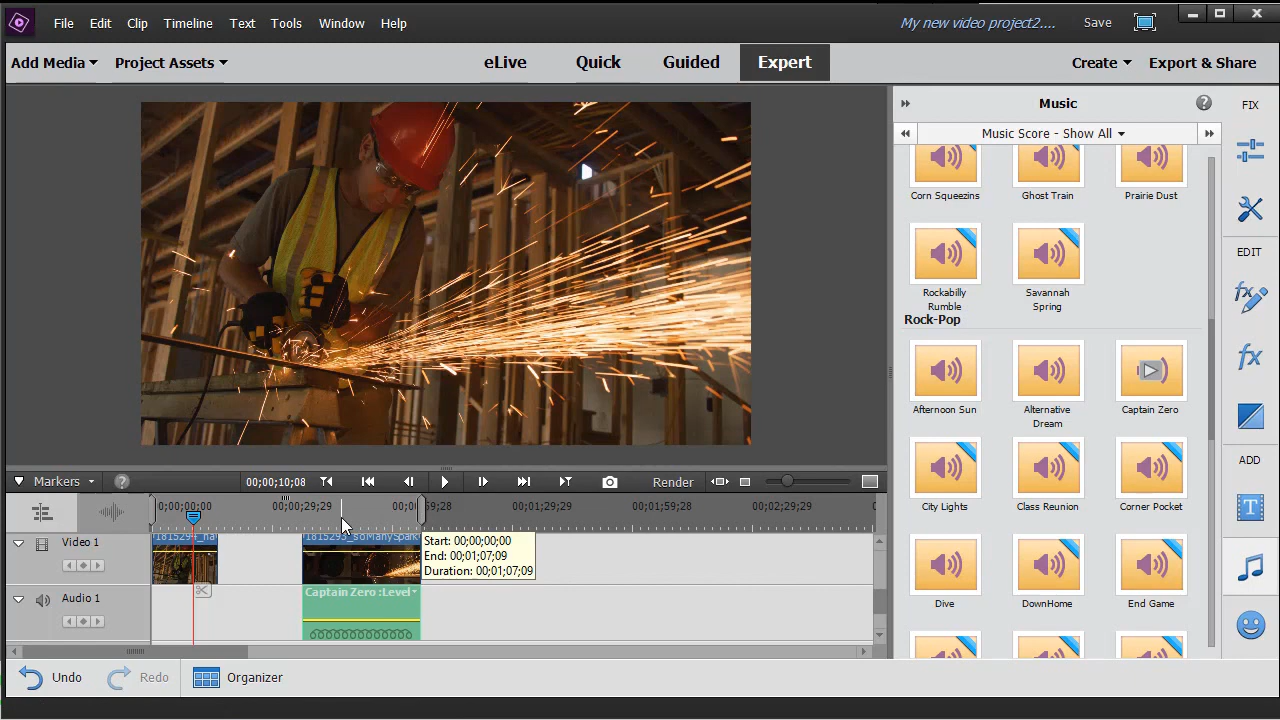 File Edit Clip Timeline Text Tools Window Help
My new video project2.... Save
Add Media Project Assets
eLive Quick Guided Expert
Create Export & Share
Music
FIX
Music Score - Show All
Corn Squeezins Ghost Train Prairie Dust
EDIT
Rockabilly Rumble
Savannah Spring
Rock-Pop
Afternoon Sun
Alternative Dream
Captain Zero
ADD
City Lights Class Reunion Corner Pocket
Dive DownHome End Game
Markers
00;00;10;08
Render
00;00;29;29
00;01;29;29 00;01;59;28 00;02;29;29
Video 1
Start: 00;00;00;00
End: 00;01;07;09
Duration: 00;01;07;09
Audio 1
Captain Zero :Level
Undo Redo Organizer